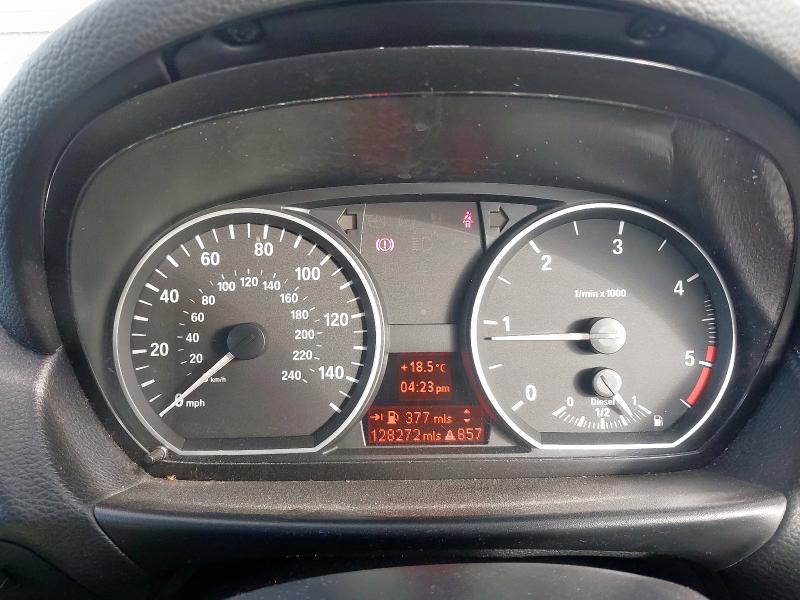 0 20 40 60 80 100 120 140
mph
20 40 60 80 100 120 140 160 180 200 220 240
km/h
+18.5°C
04:23 pm
377 mls
128272 mls 857
0 1 2 3 4 5
1/min x 1000
Diesel
0 1/2 1